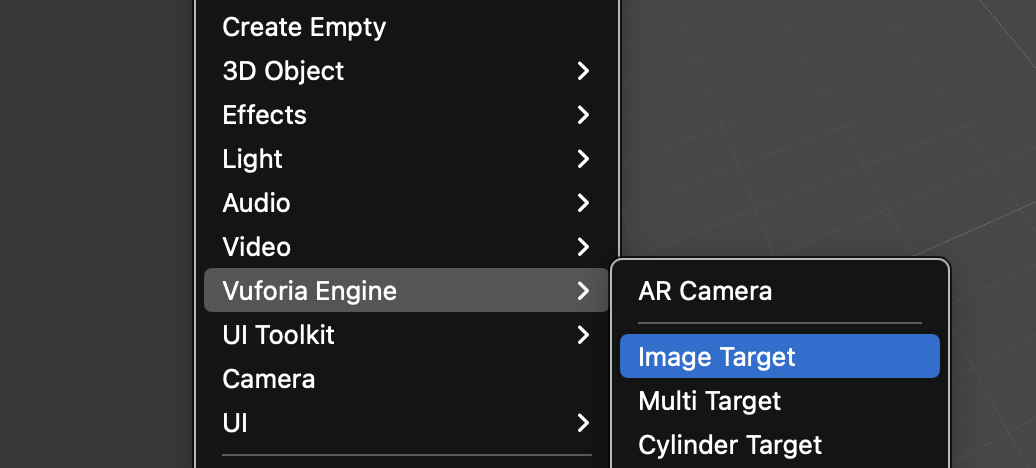 Create Empty
3D Object
Effects
Light
Audio
Video
Vuforia Engine
UI Toolkit
Camera
UI
AR Camera
Image Target
Multi Target
Cylinder Target